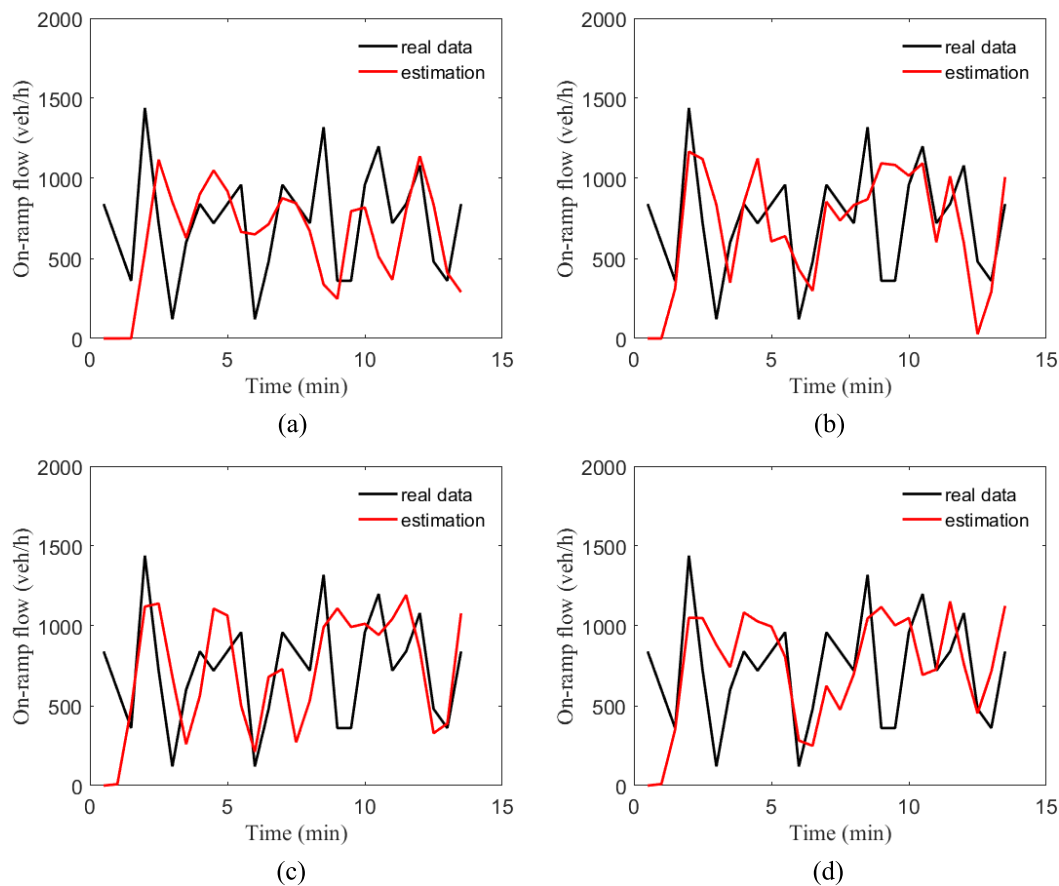 2000
1500
1000
500
0
On-ramp flow (veh/h)
real data
estimation
0 5 10 15
Time (min)
(a)
2000
1500
1000
500
0
On-ramp flow (veh/h)
real data
estimation
0 5 10 15
Time (min)
(b)
2000
1500
1000
500
0
On-ramp flow (veh/h)
real data
estimation
0 5 10 15
Time (min)
(c)
2000
1500
1000
500
0
On-ramp flow (veh/h)
real data
estimation
0 5 10 15
Time (min)
(d)